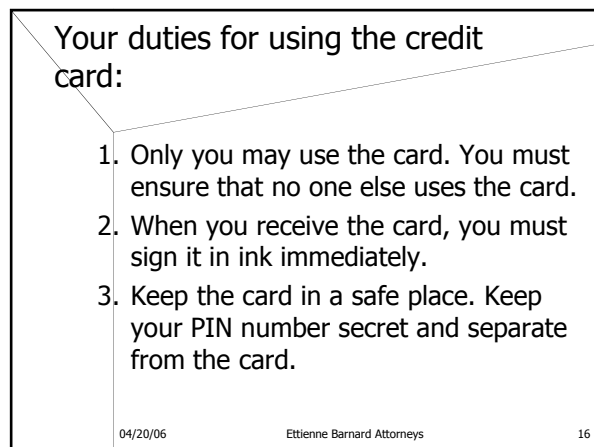 Your duties for using the credit
card:
1. Only you may use the card. You must
ensure that no one else uses the card.
2. When you receive the card, you must
sign it in ink immediately.
3. Keep the card in a safe place. Keep
your PIN number secret and separate
from the card.
04/20/06 Ettienne Barnard Attorneys 16